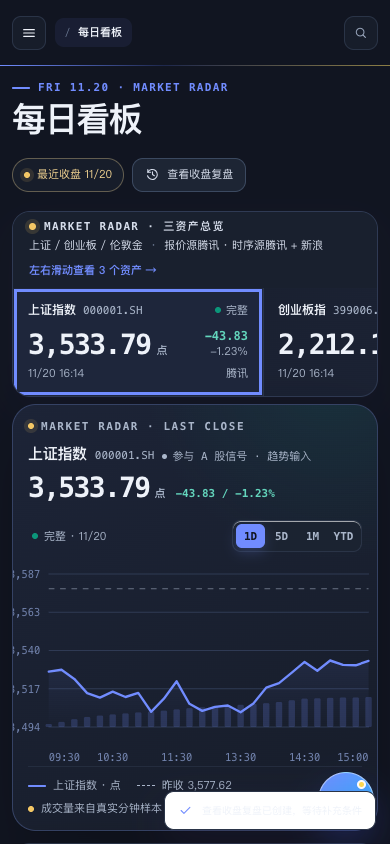 / 每日看板
FRI 11.20 · MARKET RADAR
每日看板
最近收盘 11/20
查看收盘复盘
MARKET RADAR · 三资产总览
上证 / 创业板 / 伦敦金 · 报价源腾讯 · 时序源腾讯 + 新浪
左右滑动查看 3 个资产 →
上证指数 000001.SH
完整
创业板指 399006.
3,533.79 点
-43.83
-1.23%
2,212.1
11/20 16:14
腾讯
11/20 16:14
MARKET RADAR · LAST CLOSE
上证指数 000001.SH
参与 A 股信号 · 趋势输入
3,533.79 点 -43.83 / -1.23%
完整 · 11/20
1D 5D 1M YTD
,587
,563
,540
,517
,494
09:30 10:30 11:30 13:30 14:30 15:00
上证指数 · 点
昨收 3,577.62
成交量来自真实分钟样本